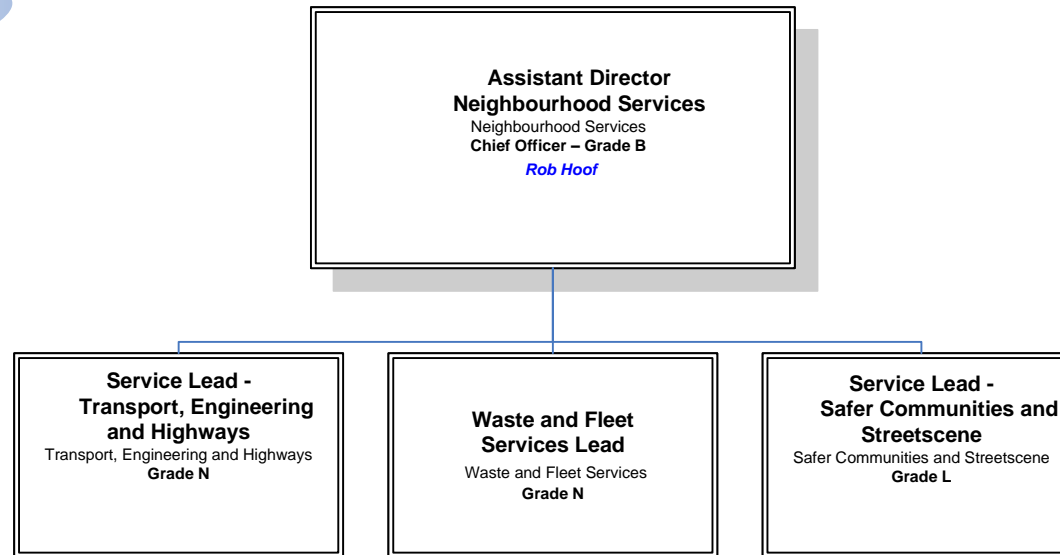 Assistant Director
Neighbourhood Services
Neighbourhood Services
Chief Officer – Grade B
Rob Hoof
Service Lead -
Transport, Engineering
and Highways
Transport, Engineering and Highways
Grade N
Waste and Fleet
Services Lead
Waste and Fleet Services
Grade N
Service Lead -
Safer Communities and
Streetscene
Safer Communities and Streetscene
Grade L